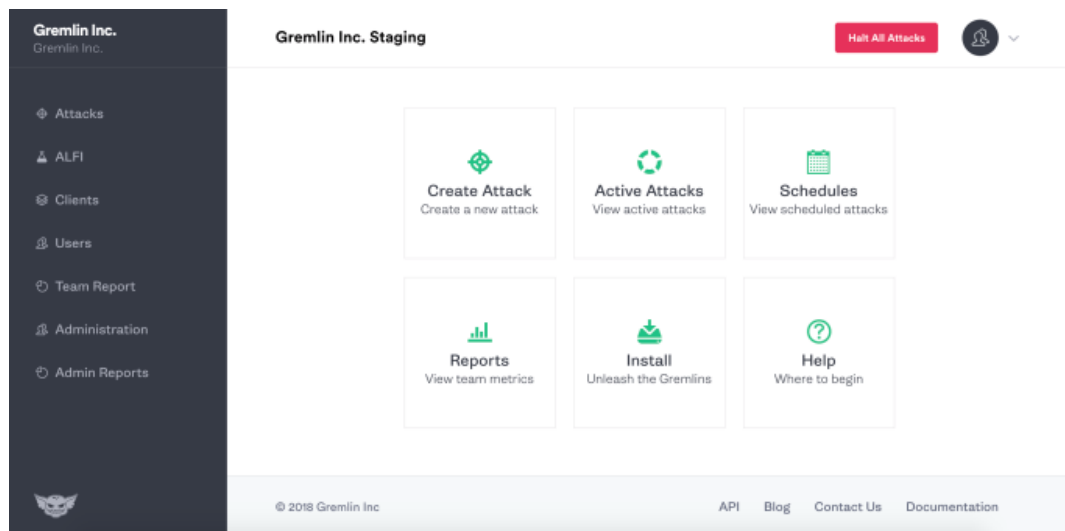 Gremlin Inc.
Gremlin Inc.
Gremlin Inc. Staging
Halt All Attacks
Attacks
ALFI
Clients
Users
Team Report
Administration
Admin Reports
Create Attack
Create a new attack
Active Attacks
View active attacks
Schedules
View scheduled attacks
Reports
View team metrics
Install
Unleash the Gremlins
Help
Where to begin
© 2018 Gremlin Inc
API
Blog
Contact Us
Documentation